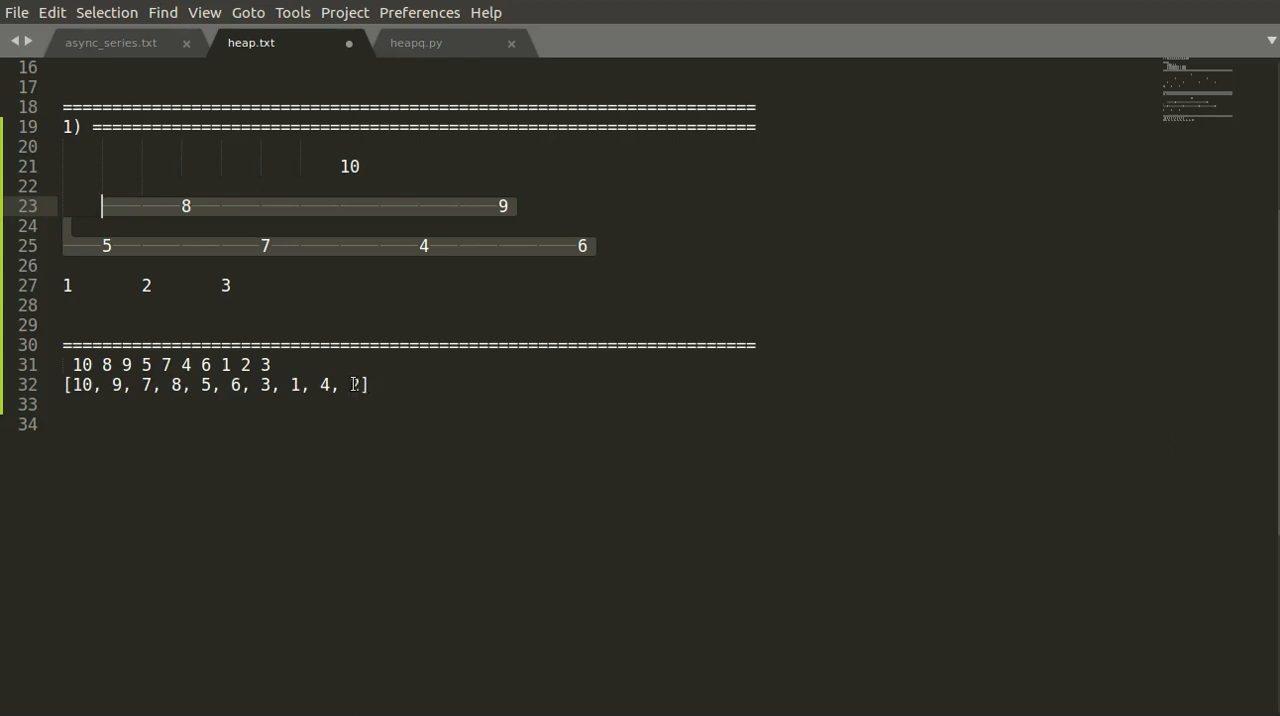 File Edit Selection Find View Goto Tools Project Preferences Help
async_series.txt × heap.txt heapq.py ×
16
17
18 ======================================================================
19 1) ===================================================================
20
21 10
22
23 8 9
24
25 5 7 4 6
26
27 1 2 3
28
29
30 ======================================================================
31 10 8 9 5 7 4 6 1 2 3
32 [10, 9, 7, 8, 5, 6, 3, 1, 4, ]
33
34